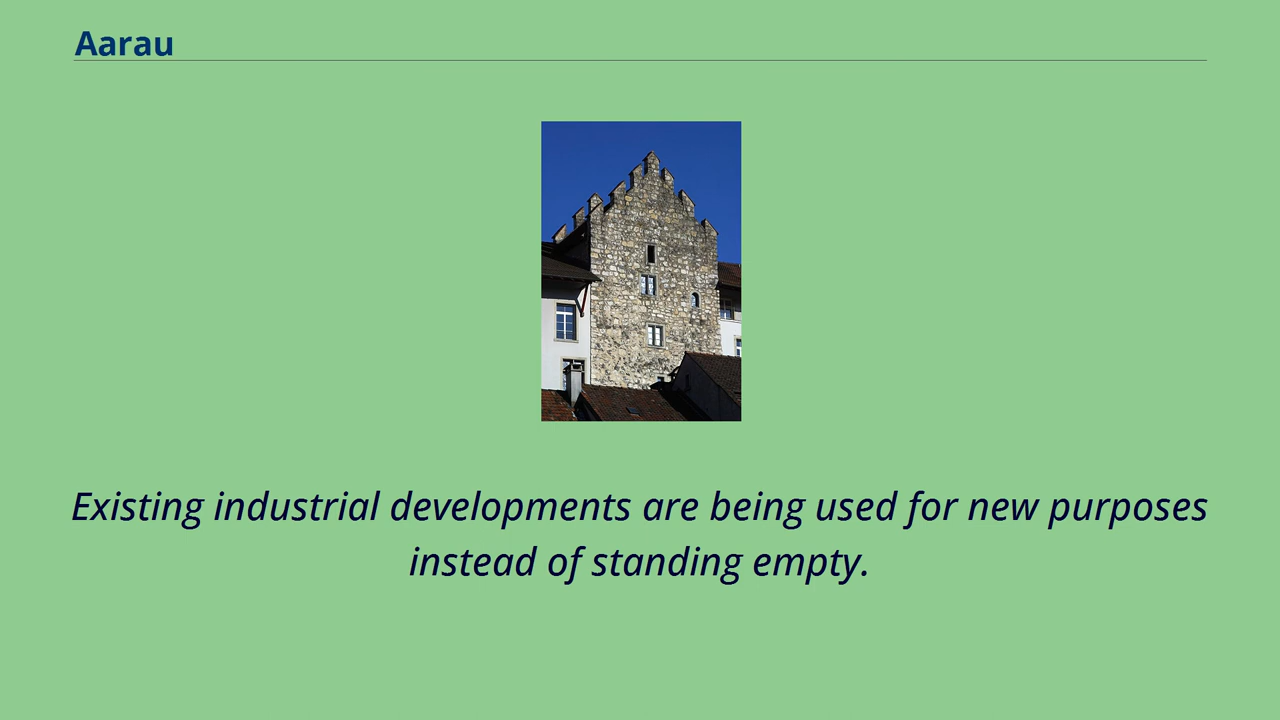 Aarau
Existing industrial developments are being used for new purposes
instead of standing empty.